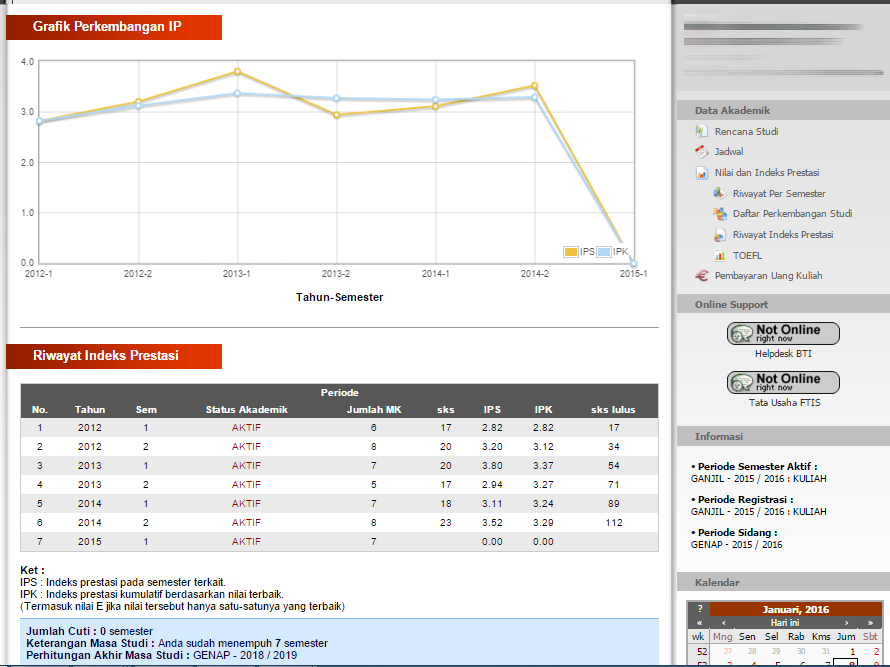 Grafik Perkembangan IP
4.0
3.0
2.0
1.0
0.0
IPS IPK
2012-1 2012-2 2013-1 2013-2 2014-1 2014-2 2015-1
Tahun-Semester
Riwayat Indeks Prestasi
Periode
No. Tahun Sem Status Akademik Jumlah MK sks IPS IPK sks lulus
1 2012 1 AKTIF 6 17 2.82 2.82 17
2 2012 2 AKTIF 8 20 3.20 3.12 34
3 2013 1 AKTIF 7 20 3.80 3.37 54
4 2013 2 AKTIF 5 17 2.94 3.27 71
5 2014 1 AKTIF 7 18 3.11 3.24 89
6 2014 2 AKTIF 8 23 3.52 3.29 112
7 2015 1 AKTIF 7 0.00 0.00
Ket :
IPS : Indeks prestasi pada semester terkait.
IPK : Indeks prestasi kumulatif berdasarkan nilai terbaik.
(Termasuk nilai E jika nilai tersebut hanya satu-satunya yang terbaik)
Jumlah Cuti : 0 semester
Keterangan Masa Studi : Anda sudah menempuh 7 semester
Perhitungan Akhir Masa Studi : GENAP - 2018 / 2019
Data Akademik
Rencana Studi
Jadwal
Nilai dan Indeks Prestasi
Riwayat Per Semester
Daftar Perkembangan Studi
Riwayat Indeks Prestasi
TOEFL
Pembayaran Uang Kuliah
Online Support
Not Online
right now
Helpdesk BTI
Not Online
right now
Tata Usaha FTIS
Informasi
• Periode Semester Aktif :
GANJIL - 2015 / 2016 : KULIAH
• Periode Registrasi :
GANJIL - 2015 / 2016 : KULIAH
• Periode Sidang :
GENAP - 2015 / 2016
Kalendar
? Januari, 2016
« ‹ Hari ini › »
wk Mng Sen Sel Rab Kms Jum Sbt
52 27 28 29 30 31 1 2